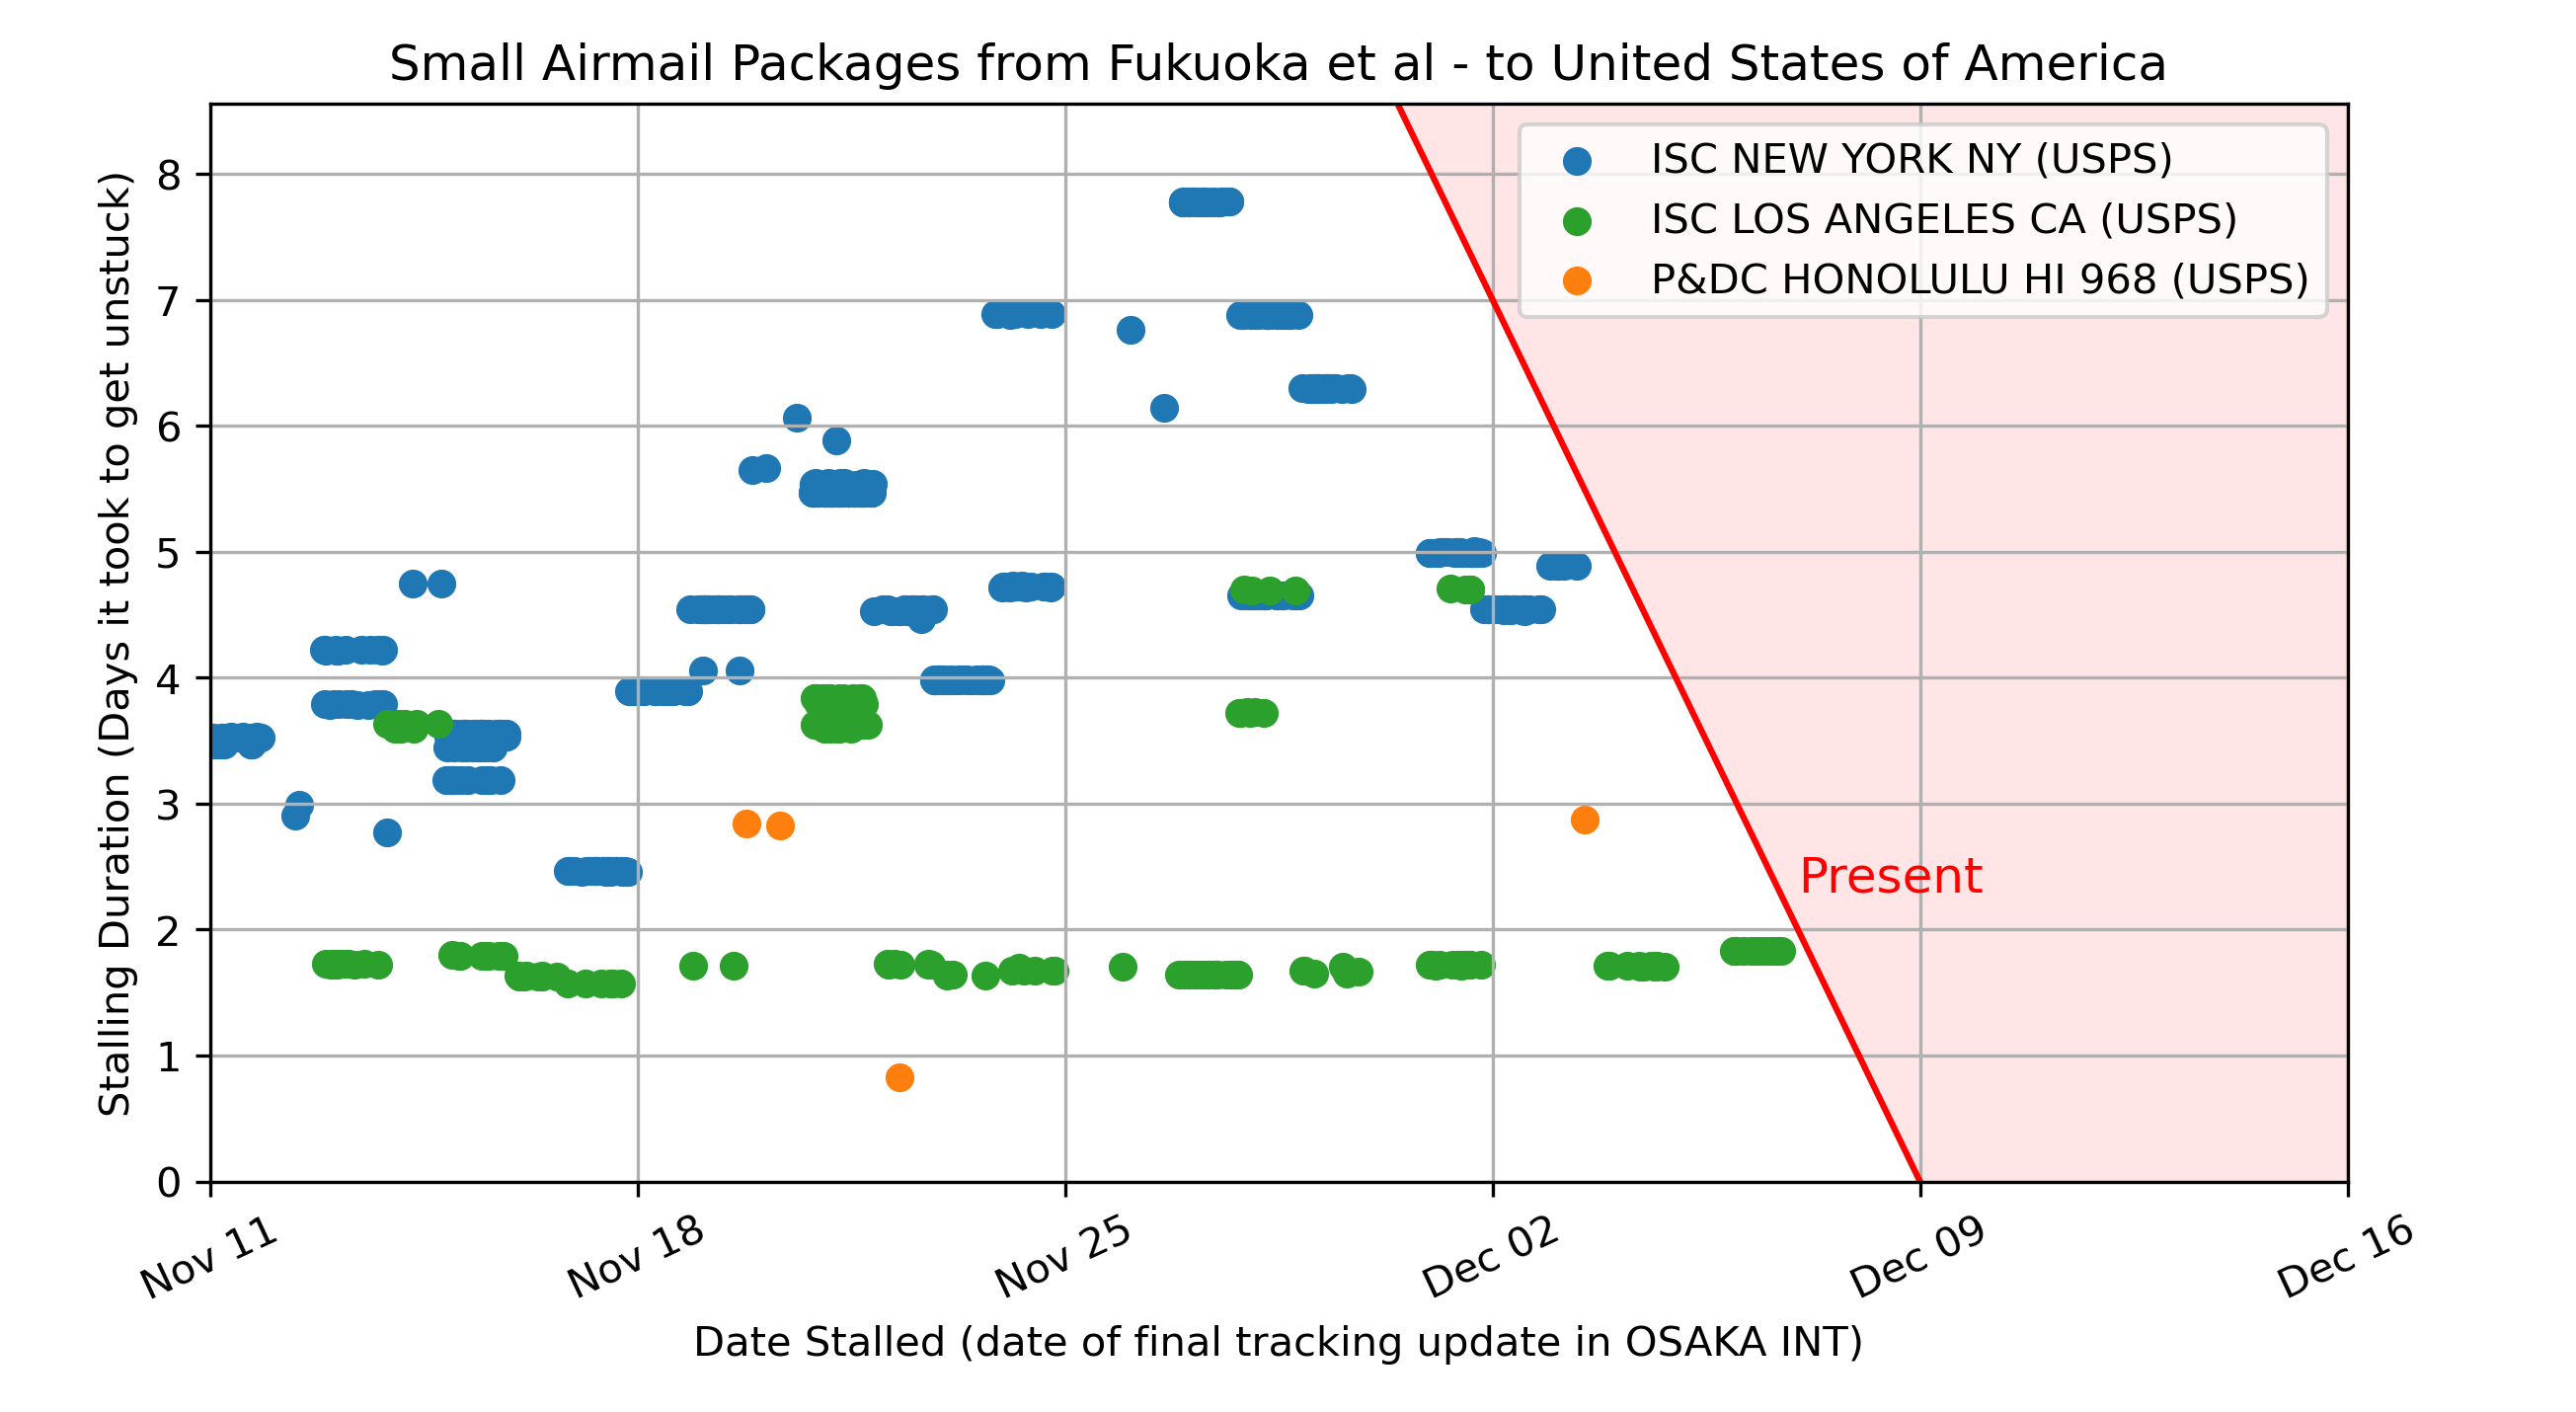 Small Airmail Packages from Fukuoka et al - to United States of America
Stalling Duration (Days it took to get unstuck)
8
7
6
5
4
3
2
1
0
ISC NEW YORK NY (USPS)
ISC LOS ANGELES CA (USPS)
P&DC HONOLULU HI 968 (USPS)
Present
Nov 11
Nov 18
Nov 25
Dec 02
Dec 09
Dec 16
Date Stalled (date of final tracking update in OSAKA INT)